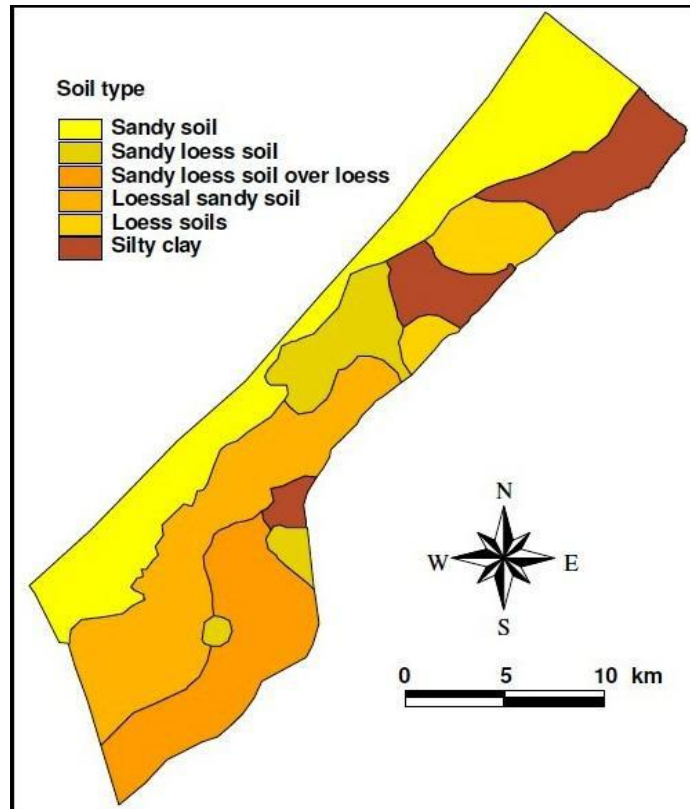 Soil type
Sandy soil
Sandy loess soil
Sandy loess soil over loess
Loessal sandy soil
Loess soils
Silty clay
N
W E
S
0 5 10 km